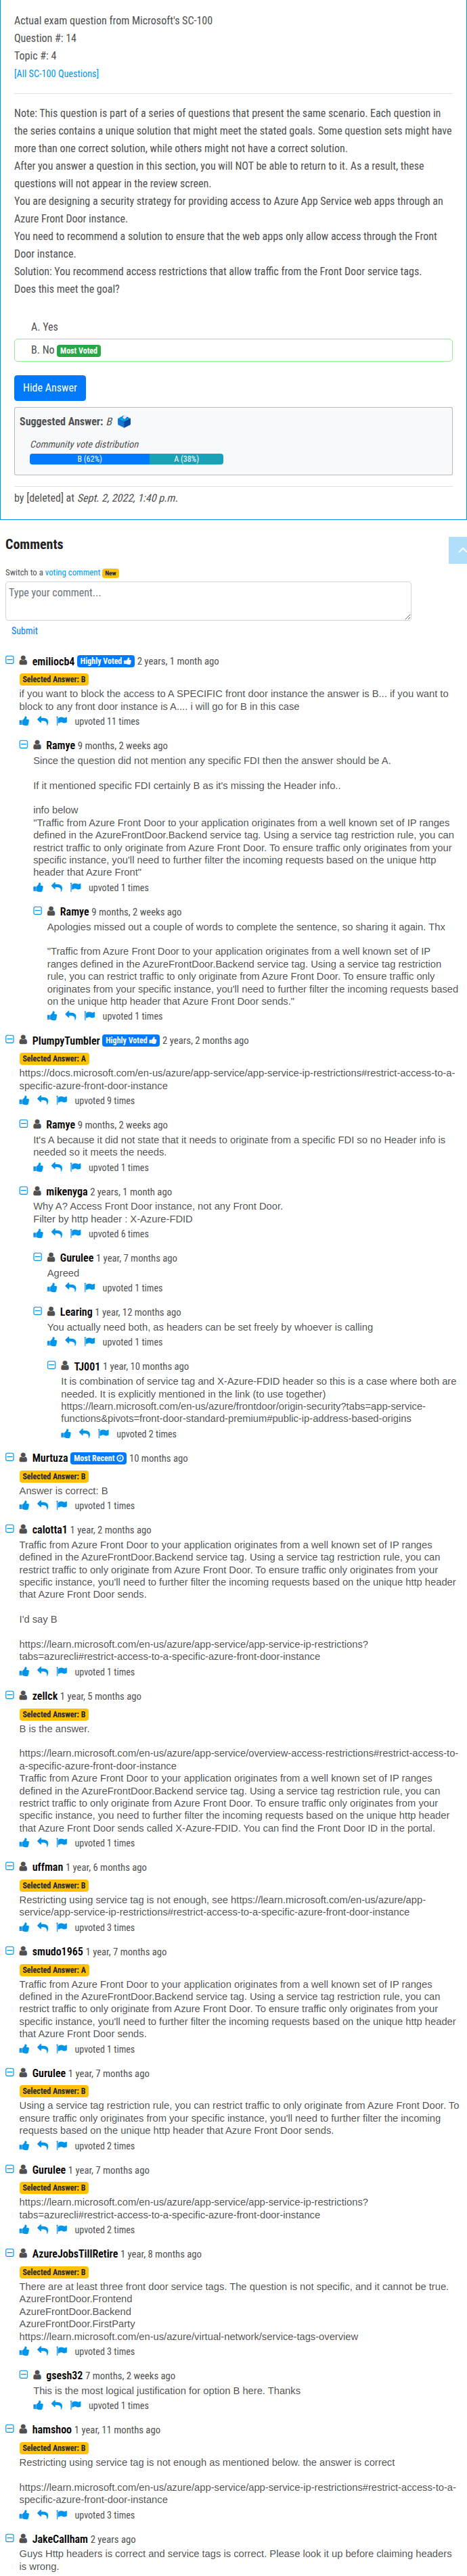 Actual exam question from Microsoft's SC-100
Question #: 14
Topic #: 4
[All SC-100 Questions]
Note: This question is part of a series of questions that present the same scenario. Each question in
the series contains a unique solution that might meet the stated goals. Some question sets might have
more than one correct solution, while others might not have a correct solution.
After you answer a question in this section, you will NOT be able to return to it. As a result, these
questions will not appear in the review screen.
You are designing a security strategy for providing access to Azure App Service web apps through an
Azure Front Door instance.
You need to recommend a solution to ensure that the web apps only allow access through the Front
Door instance.
Solution: You recommend access restrictions that allow traffic from the Front Door service tags.
Does this meet the goal?
A. Yes
B. No Most Voted
Hide Answer
Suggested Answer: B
Community vote distribution
B (62%) A (38%)
by [deleted] at Sept. 2, 2022, 1:40 p.m.
Comments
Switch to a voting comment New
Type your comment...
Submit
emiliocb4 Highly Voted 2 years, 1 month ago
Selected Answer: B
if you want to block the access to A SPECIFIC front door instance the answer is B... if you want to
block to any front door instance is A.... i will go for B in this case
upvoted 11 times
Ramye 9 months, 2 weeks ago
Since the question did not mention any specific FDI then the answer should be A.
If it mentioned specific FDI certainly B as it's missing the Header info..
info below
"Traffic from Azure Front Door to your application originates from a well known set of IP ranges
defined in the AzureFrontDoor.Backend service tag. Using a service tag restriction rule, you can
restrict traffic to only originate from Azure Front Door. To ensure traffic only originates from your
specific instance, you'll need to further filter the incoming requests based on the unique http
header that Azure Front"
upvoted 1 times
Ramye 9 months, 2 weeks ago
Apologies missed out a couple of words to complete the sentence, so sharing it again. Thx
"Traffic from Azure Front Door to your application originates from a well known set of IP
ranges defined in the AzureFrontDoor.Backend service tag. Using a service tag restriction
rule, you can restrict traffic to only originate from Azure Front Door. To ensure traffic only
originates from your specific instance, you'll need to further filter the incoming requests based
on the unique http header that Azure Front Door sends."
upvoted 1 times
PlumpyTumbler Highly Voted 2 years, 2 months ago
Selected Answer: A
https://docs.microsoft.com/en-us/azure/app-service/app-service-ip-restrictions#restrict-access-to-a-
specific-azure-front-door-instance
upvoted 9 times
Ramye 9 months, 2 weeks ago
It's A because it did not state that it needs to originate from a specific FDI so no Header info is
needed so it meets the needs.
upvoted 1 times
mikenyga 2 years, 1 month ago
Why A? Access Front Door instance, not any Front Door.
Filter by http header : X-Azure-FDID
upvoted 6 times
Gurulee 1 year, 7 months ago
Agreed
upvoted 1 times
Learing 1 year, 12 months ago
You actually need both, as headers can be set freely by whoever is calling
upvoted 1 times
TJ001 1 year, 10 months ago
It is combination of service tag and X-Azure-FDID header so this is a case where both are
needed. It is explicitly mentioned in the link (to use together)
https://learn.microsoft.com/en-us/azure/frontdoor/origin-security?tabs=app-service-
functions&pivots=front-door-standard-premium#public-ip-address-based-origins
upvoted 2 times
Murtuza Most Recent 10 months ago
Selected Answer: B
Answer is correct: B
upvoted 1 times
calotta1 1 year, 2 months ago
Traffic from Azure Front Door to your application originates from a well known set of IP ranges
defined in the AzureFrontDoor.Backend service tag. Using a service tag restriction rule, you can
restrict traffic to only originate from Azure Front Door. To ensure traffic only originates from your
specific instance, you'll need to further filter the incoming requests based on the unique http header
that Azure Front Door sends.
I'd say B
https://learn.microsoft.com/en-us/azure/app-service/app-service-ip-restrictions?
tabs=azurecli#restrict-access-to-a-specific-azure-front-door-instance
upvoted 1 times
zellck 1 year, 5 months ago
Selected Answer: B
B is the answer.
https://learn.microsoft.com/en-us/azure/app-service/overview-access-restrictions#restrict-access-to-
a-specific-azure-front-door-instance
Traffic from Azure Front Door to your application originates from a well known set of IP ranges
defined in the AzureFrontDoor.Backend service tag. Using a service tag restriction rule, you can
restrict traffic to only originate from Azure Front Door. To ensure traffic only originates from your
specific instance, you need to further filter the incoming requests based on the unique http header
that Azure Front Door sends called X-Azure-FDID. You can find the Front Door ID in the portal.
upvoted 1 times
uffman 1 year, 6 months ago
Selected Answer: B
Restricting using service tag is not enough, see https://learn.microsoft.com/en-us/azure/app-
service/app-service-ip-restrictions#restrict-access-to-a-specific-azure-front-door-instance
upvoted 3 times
smudo1965 1 year, 7 months ago
Selected Answer: A
Traffic from Azure Front Door to your application originates from a well known set of IP ranges
defined in the AzureFrontDoor.Backend service tag. Using a service tag restriction rule, you can
restrict traffic to only originate from Azure Front Door. To ensure traffic only originates from your
specific instance, you'll need to further filter the incoming requests based on the unique http header
that Azure Front Door sends.
upvoted 1 times
Gurulee 1 year, 7 months ago
Selected Answer: B
Using a service tag restriction rule, you can restrict traffic to only originate from Azure Front Door. To
ensure traffic only originates from your specific instance, you'll need to further filter the incoming
requests based on the unique http header that Azure Front Door sends.
upvoted 2 times
Gurulee 1 year, 7 months ago
Selected Answer: B
https://learn.microsoft.com/en-us/azure/app-service/app-service-ip-restrictions?
tabs=azurecli#restrict-access-to-a-specific-azure-front-door-instance
upvoted 2 times
AzureJobsTillRetire 1 year, 8 months ago
Selected Answer: B
There are at least three front door service tags. The question is not specific, and it cannot be true.
AzureFrontDoor.Frontend
AzureFrontDoor.Backend
AzureFrontDoor.FirstParty
https://learn.microsoft.com/en-us/azure/virtual-network/service-tags-overview
upvoted 3 times
gsesh32 7 months, 2 weeks ago
This is the most logical justification for option B here. Thanks
upvoted 1 times
hamshoo 1 year, 11 months ago
Selected Answer: B
Restricting using service tag is not enough as mentioned below. the answer is correct
https://learn.microsoft.com/en-us/azure/app-service/app-service-ip-restrictions#restrict-access-to-a-
specific-azure-front-door-instance
upvoted 3 times
JakeCallham 2 years ago
Guys Http headers is correct and service tags is correct. Please look it up before claiming headers
is wrong.